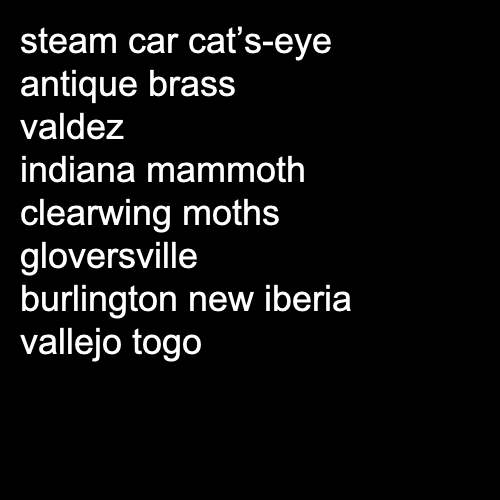 steam car cat’s-eye
antique brass
valdez
indiana mammoth
clearwing moths
gloversville
burlington new iberia
vallejo togo